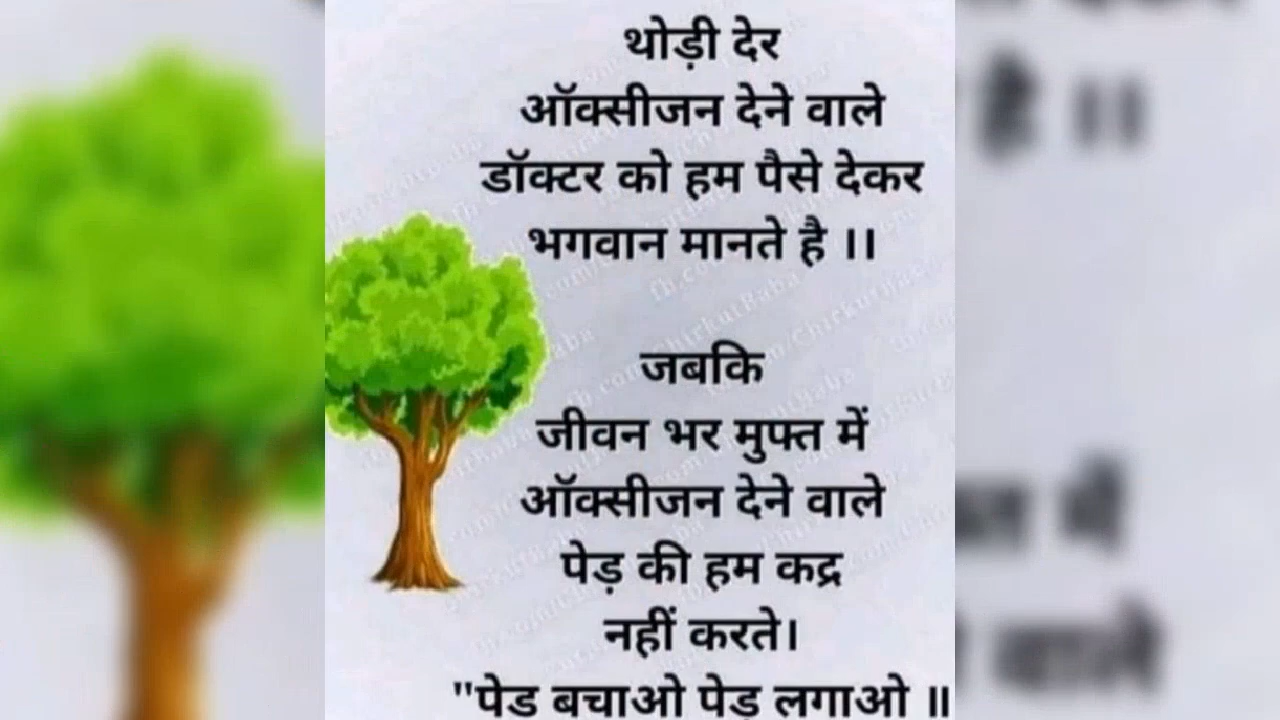 थोड़ी देर
ऑक्सीजन देने वाले
डॉक्टर को हम पैसे देकर
भगवान मानते है ।।
जबकि
जीवन भर मुफ्त में
ऑक्सीजन देने वाले
पेड़ की हम कद्र
नहीं करते।
"पेड़ बचाओ पेड़ लगाओ ॥